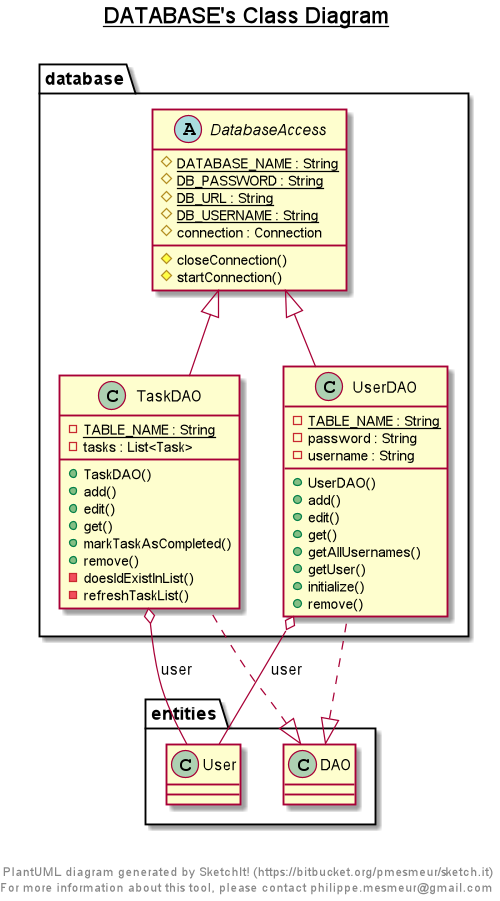 DATABASE's Class Diagram
database
A DatabaseAccess
DATABASE_NAME : String
DB_PASSWORD : String
DB_URL : String
DB_USERNAME : String
connection : Connection
closeConnection()
startConnection()
C TaskDAO
TABLE_NAME : String
tasks : List<Task>
TaskDAO()
add()
edit()
get()
markTaskAsCompleted()
remove()
doesIdExistInList()
refreshTaskList()
C UserDAO
TABLE_NAME : String
password : String
username : String
UserDAO()
add()
edit()
get()
getAllUsernames()
getUser()
initialize()
remove()
user
user
entities
C User
C DAO
PlantUML diagram generated by SketchIt! (https://bitbucket.org/pmesmeur/sketch.it)
For more information about this tool, please contact philippe.mesmeur@gmail.com